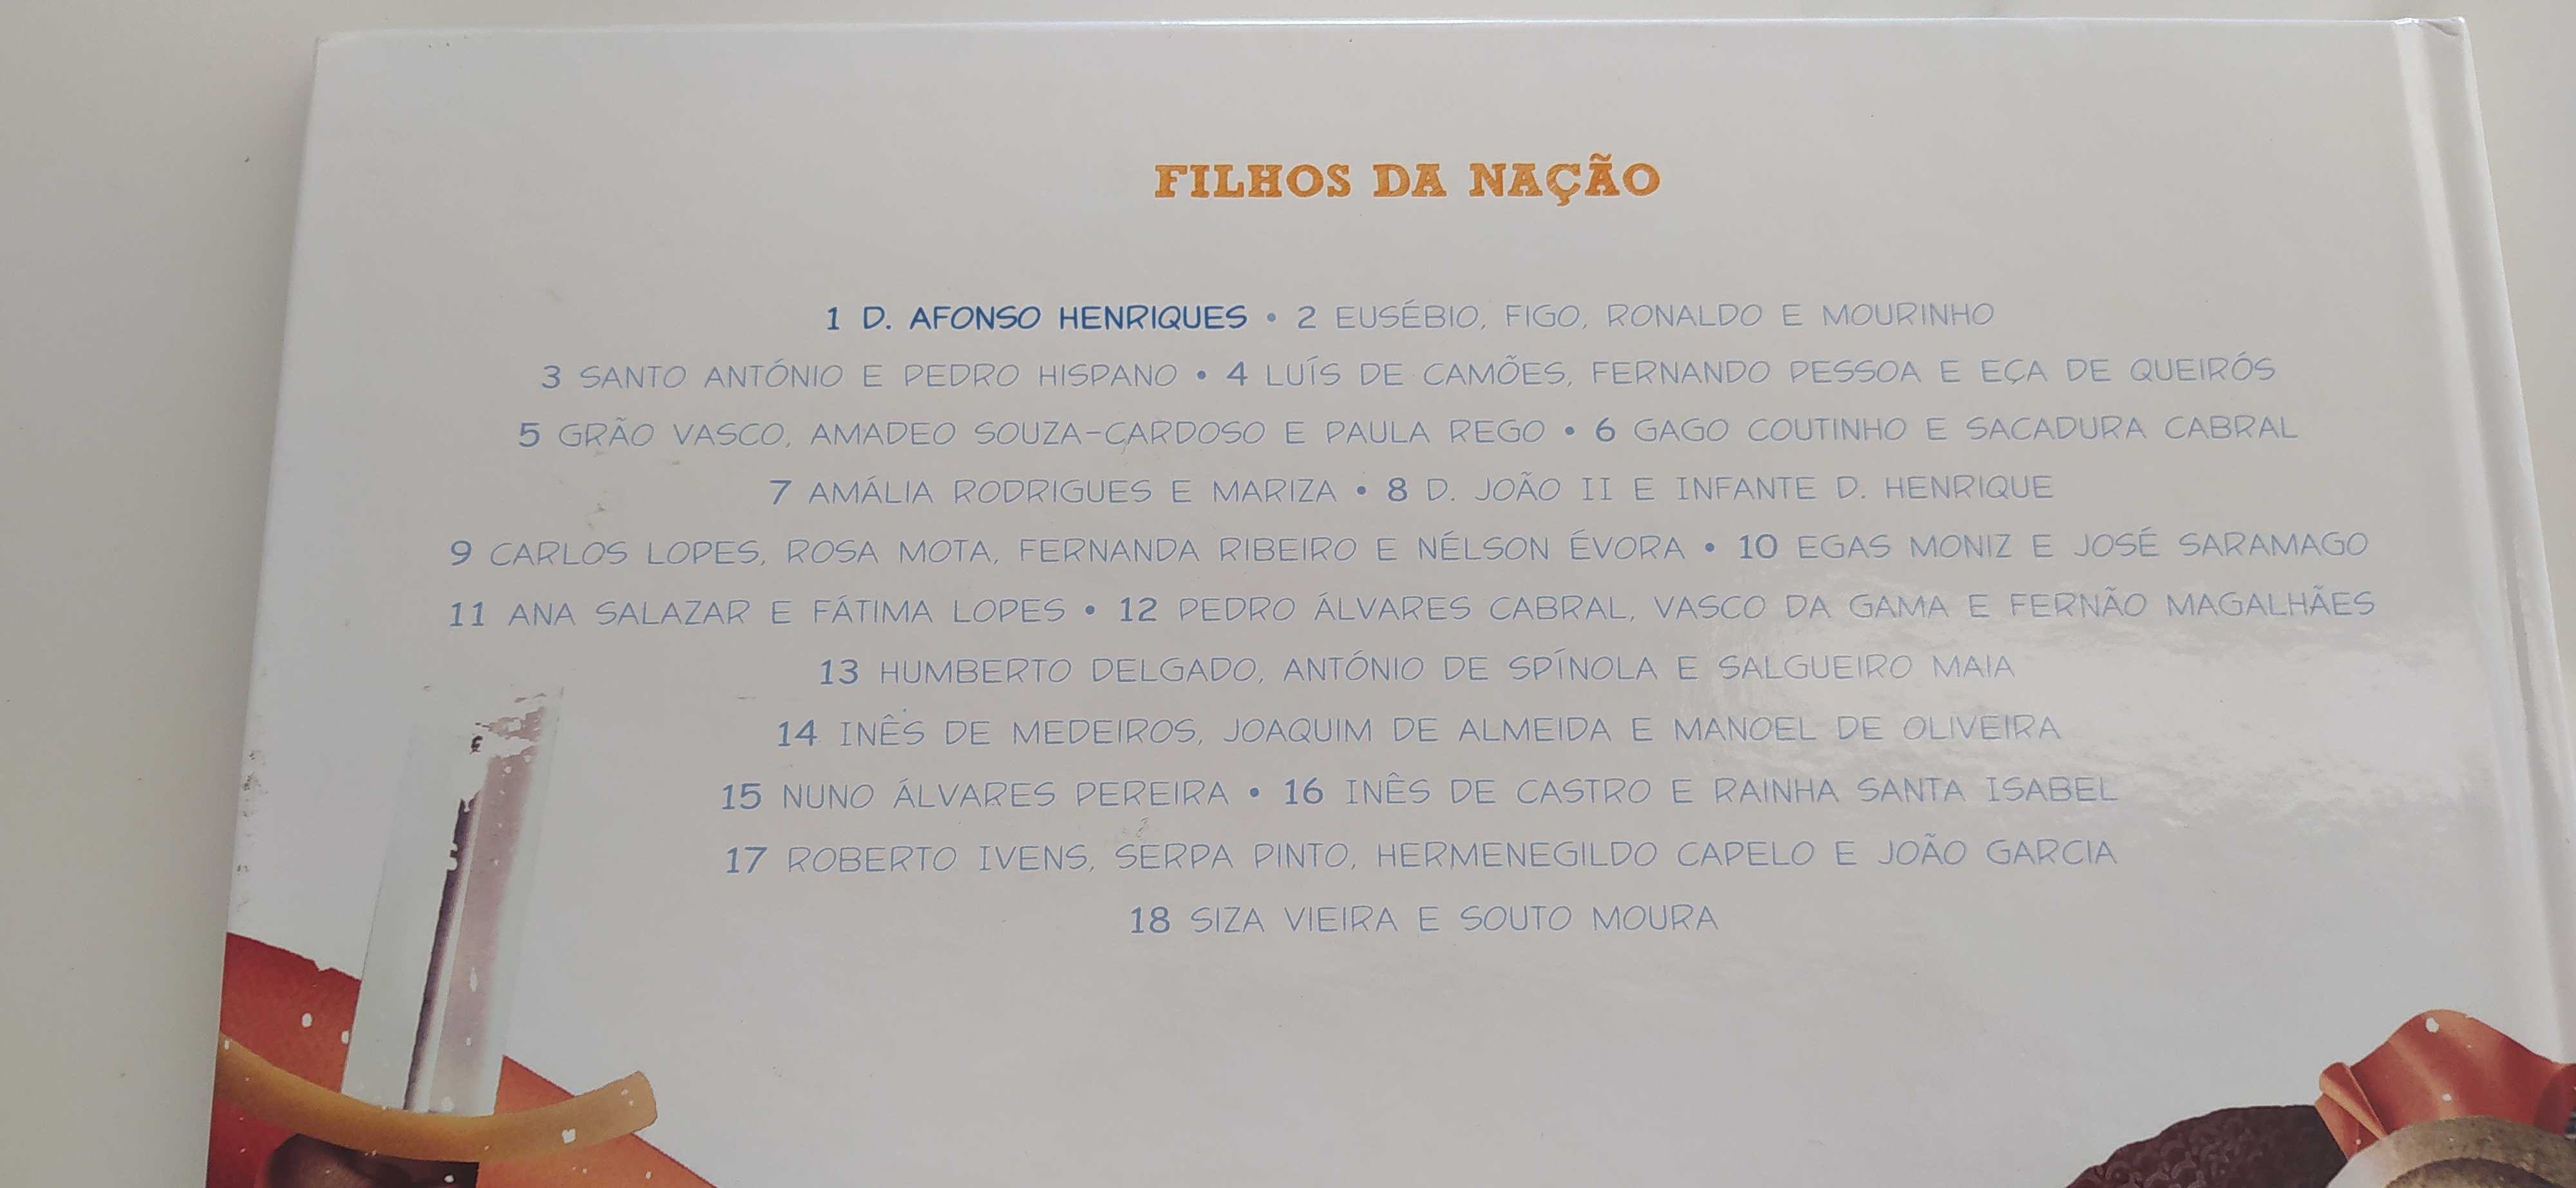 FILHOS DA NAÇÃO
1 D. AFONSO HENRIQUES • 2 EUSÉBIO, FIGO, RONALDO E MOURINHO
3 SANTO ANTÓNIO E PEDRO HISPANO • 4 LUÍS DE CAMÕES, FERNANDO PESSOA E EÇA DE QUEIRÓS
5 GRÃO VASCO, AMADEO SOUZA-CARDOSO E PAULA REGO • 6 GAGO COUTINHO E SACADURA CABRAL
7 AMÁLIA RODRIGUES E MARIZA • 8 D. JOÃO II E INFANTE D. HENRIQUE
9 CARLOS LOPES, ROSA MOTA, FERNANDA RIBEIRO E NÉLSON ÉVORA • 10 EGAS MONIZ E JOSÉ SARAMAGO
11 ANA SALAZAR E FÁTIMA LOPES • 12 PEDRO ÁLVARES CABRAL, VASCO DA GAMA E FERNÃO MAGALHÃES
13 HUMBERTO DELGADO, ANTÓNIO DE SPÍNOLA E SALGUEIRO MAIA
14 INÊS DE MEDEIROS, JOAQUIM DE ALMEIDA E MANOEL DE OLIVEIRA
15 NUNO ÁLVARES PEREIRA • 16 INÊS DE CASTRO E RAINHA SANTA ISABEL
17 ROBERTO IVENS, SERPA PINTO, HERMENEGILDO CAPELO E JOÃO GARCIA
18 SIZA VIEIRA E SOUTO MOURA